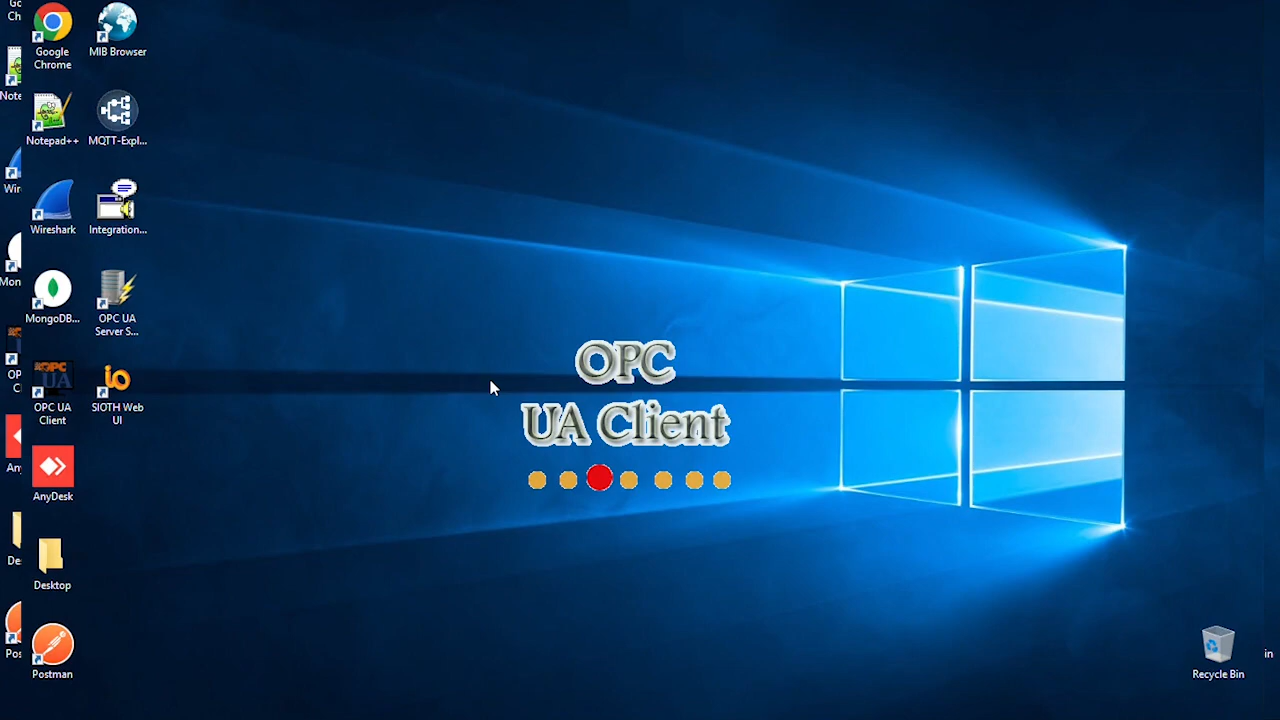 Google
Chrome
MIB Browser
Notepad++
MQTT-Expl...
Wireshark
Integration...
MongoDB...
OPC UA
Server S...
OPC UA
Client
SIOTH Web
UI
AnyDesk
Desktop
Postman
OPC
UA Client
Recycle Bin
in